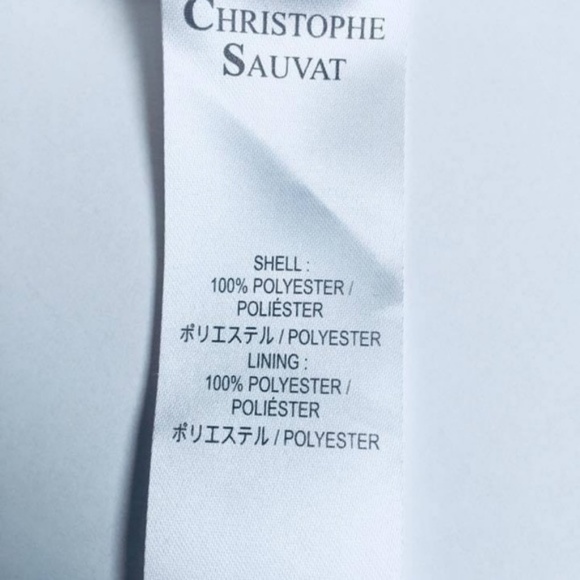 CHRISTOPHE
SAUVAT
SHELL :
100% POLYESTER /
POLIÉSTER
ポリエステル / POLYESTER
LINING :
100% POLYESTER /
POLIÉSTER
ポリエステル / POLYESTER